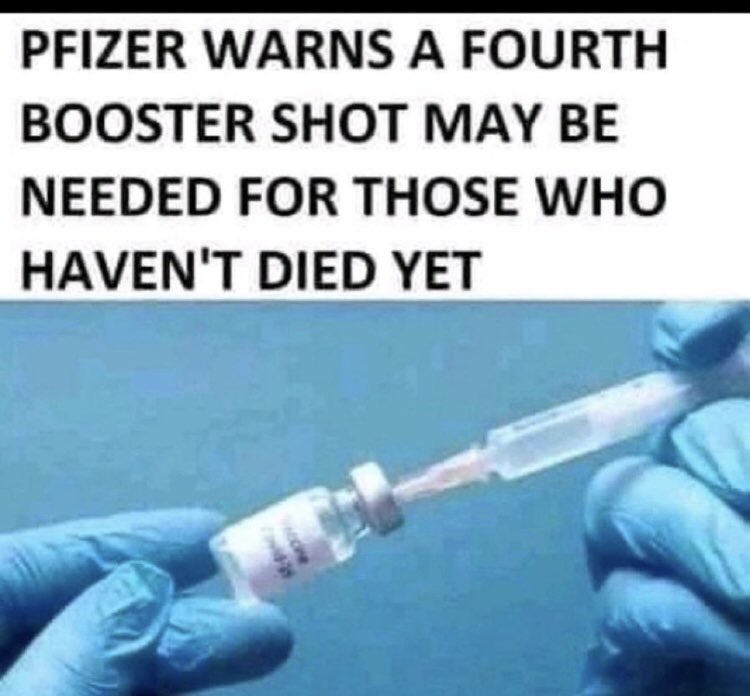 PFIZER WARNS A FOURTH
BOOSTER SHOT MAY BE
NEEDED FOR THOSE WHO
HAVEN'T DIED YET